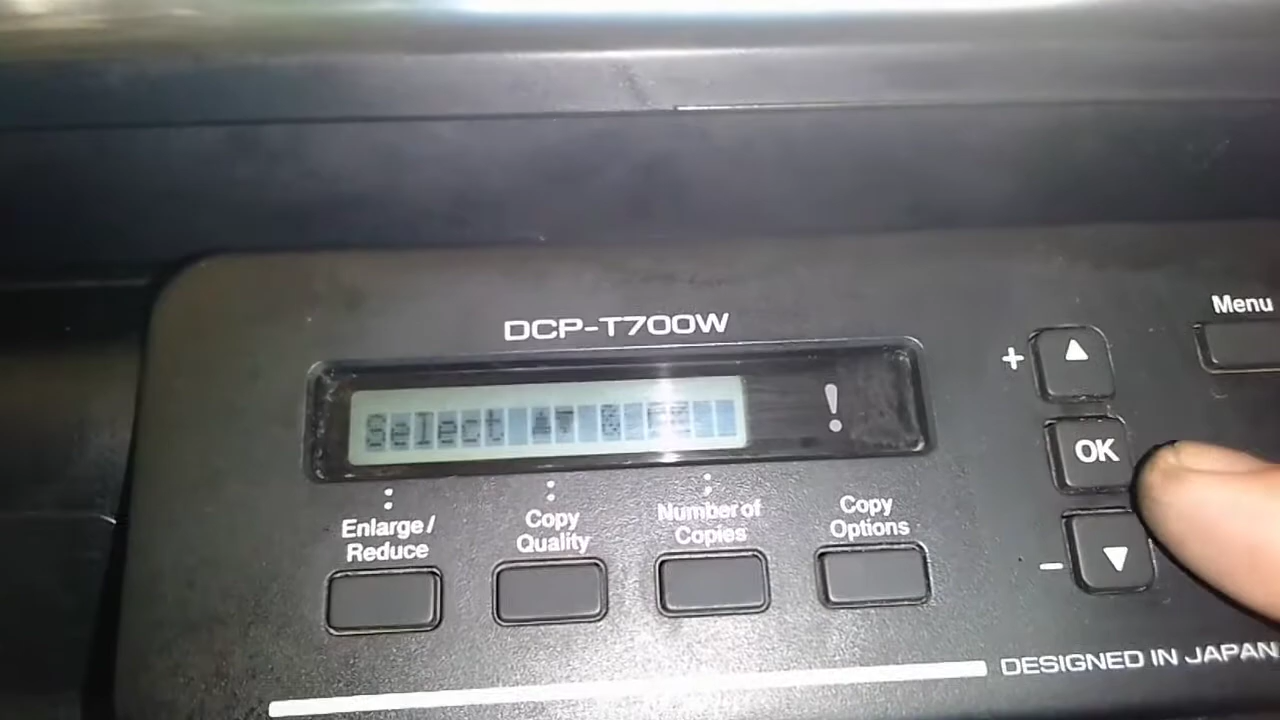 DCP-T700W
Select
!
Menu
+
OK
−
Enlarge /
Reduce
Copy
Quality
Number of
Copies
Copy
Options
DESIGNED IN JAPAN